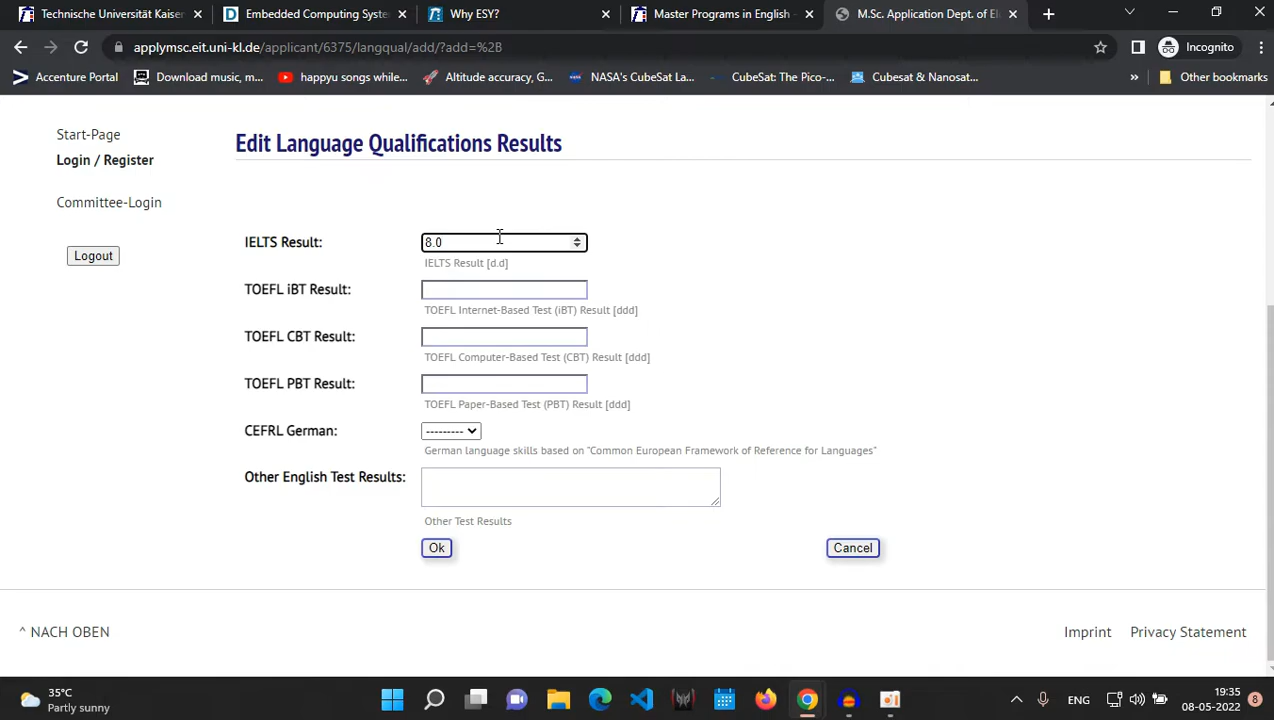 Technische Universität Kaiser
Embedded Computing Syste
Why ESY?
Master Programs in English -
M.Sc. Application Dept. of El
applymsc.eit.uni-kl.de/applicant/6375/langqual/add/?add=%2B
Incognito
Accenture Portal
Download music, m...
happyu songs while...
Altitude accuracy, G...
NASA's CubeSat La...
CubeSat: The Pico-...
Cubesat & Nanosat...
»
Other bookmarks
Start-Page
Login / Register
Committee-Login
Logout
Edit Language Qualifications Results
IELTS Result:
8.0
IELTS Result [d.d]
TOEFL iBT Result:
TOEFL Internet-Based Test (iBT) Result [ddd]
TOEFL CBT Result:
TOEFL Computer-Based Test (CBT) Result [ddd]
TOEFL PBT Result:
TOEFL Paper-Based Test (PBT) Result [ddd]
CEFRL German:
---------
German language skills based on "Common European Framework of Reference for Languages"
Other English Test Results:
Other Test Results
Ok
Cancel
^ NACH OBEN
Imprint
Privacy Statement
35°C
Partly sunny
ENG
19:35
08-05-2022
8